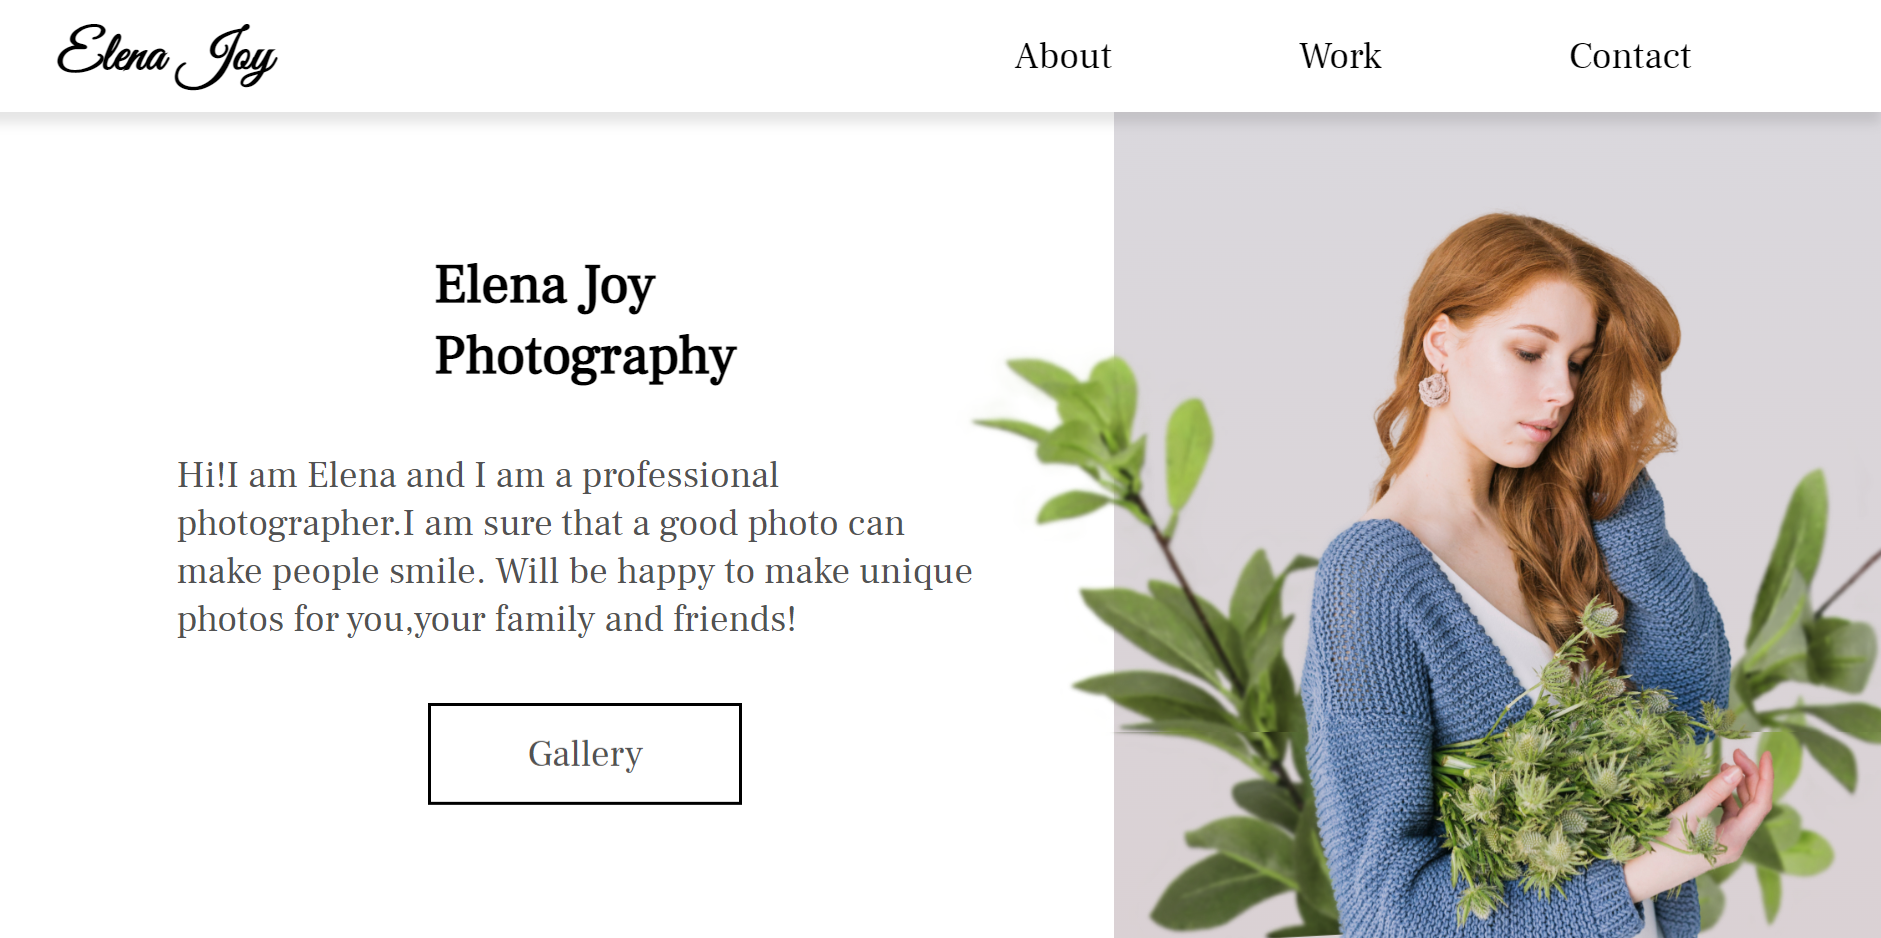 Elena Joy
About Work Contact
Elena Joy
Photography
Hi!I am Elena and I am a professional
photographer.I am sure that a good photo can
make people smile. Will be happy to make unique
photos for you,your family and friends!
Gallery